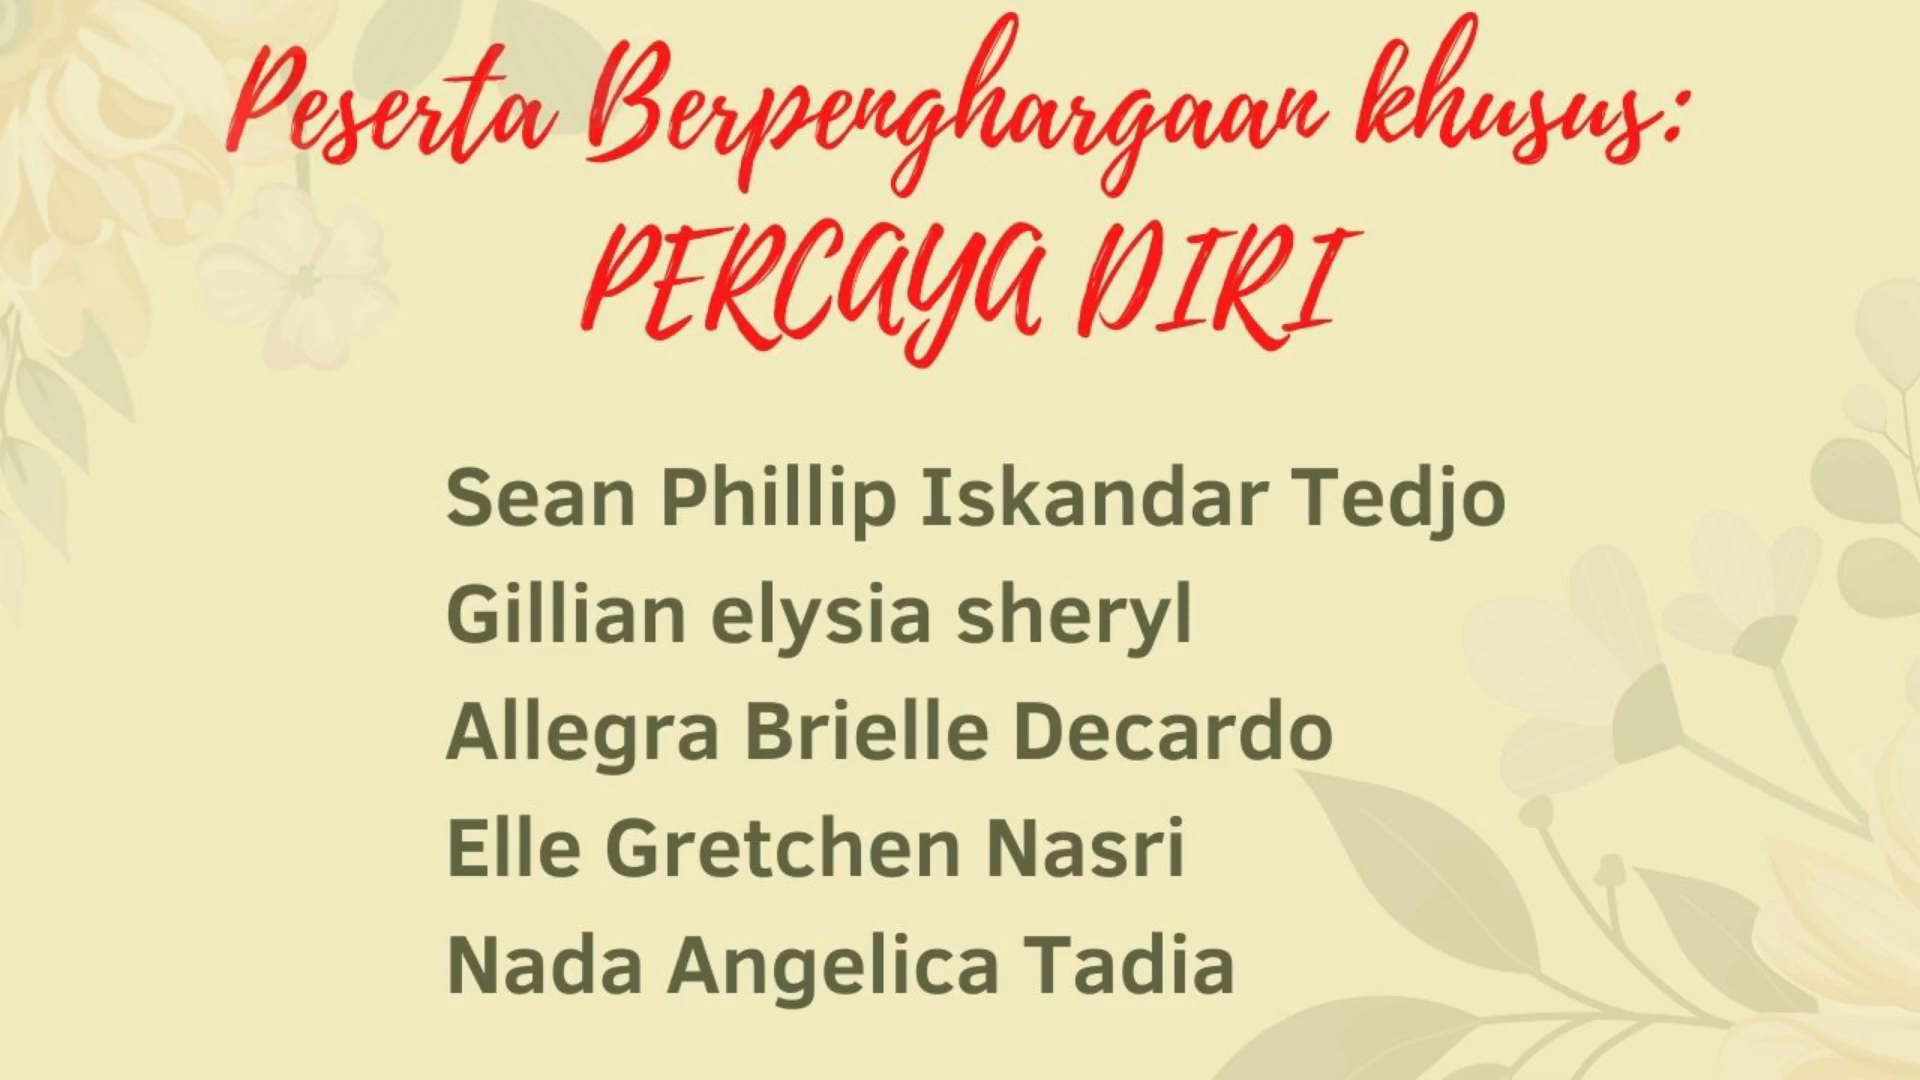 Peserta Berpenghargaan khusus:
PERCAYA DIRI
Sean Phillip Iskandar Tedjo
Gillian elysia sheryl
Allegra Brielle Decardo
Elle Gretchen Nasri
Nada Angelica Tadia